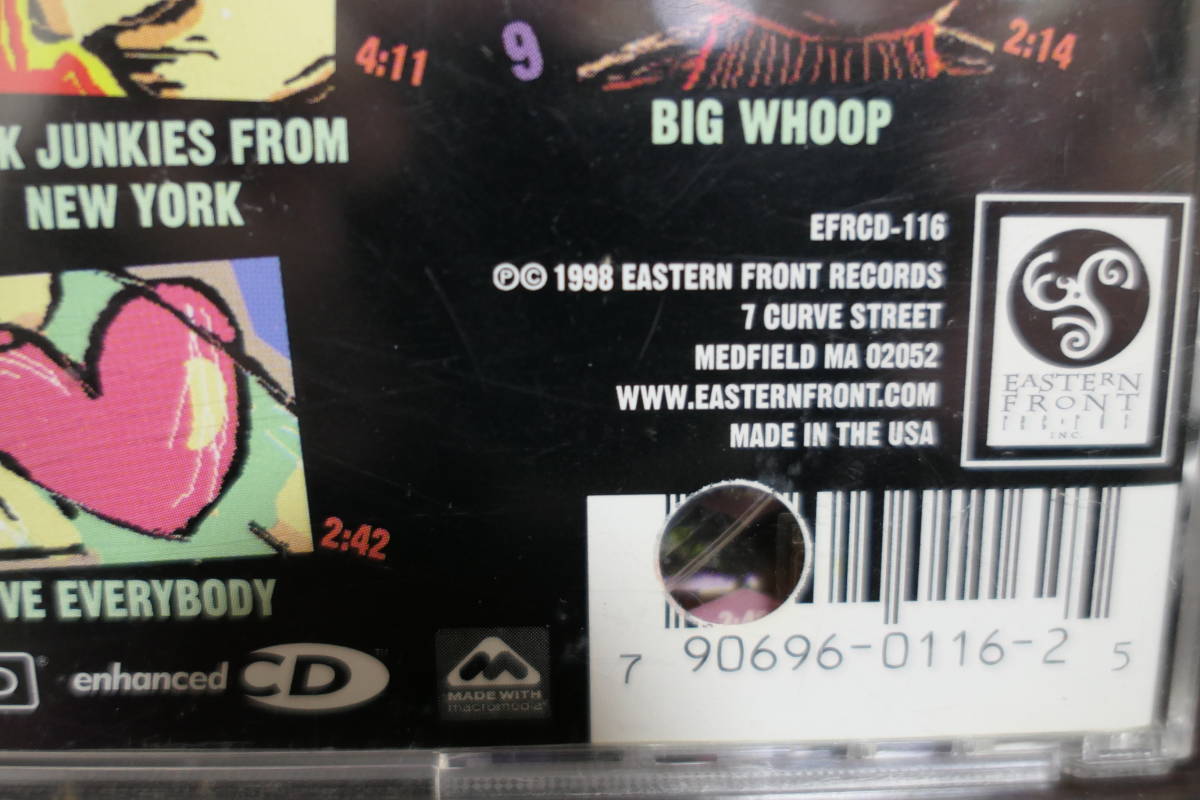 4:11
K JUNKIES FROM
NEW YORK
2:42
VE EVERYBODY
9
2:14
BIG WHOOP
EFRCD-116
℗© 1998 EASTERN FRONT RECORDS
7 CURVE STREET
MEDFIELD MA 02052
WWW.EASTERNFRONT.COM
MADE IN THE USA
EASTERN
FRONT
INC.
enhanced CD™
MADE WITH
macromedia®
7 90696-0116-2 5